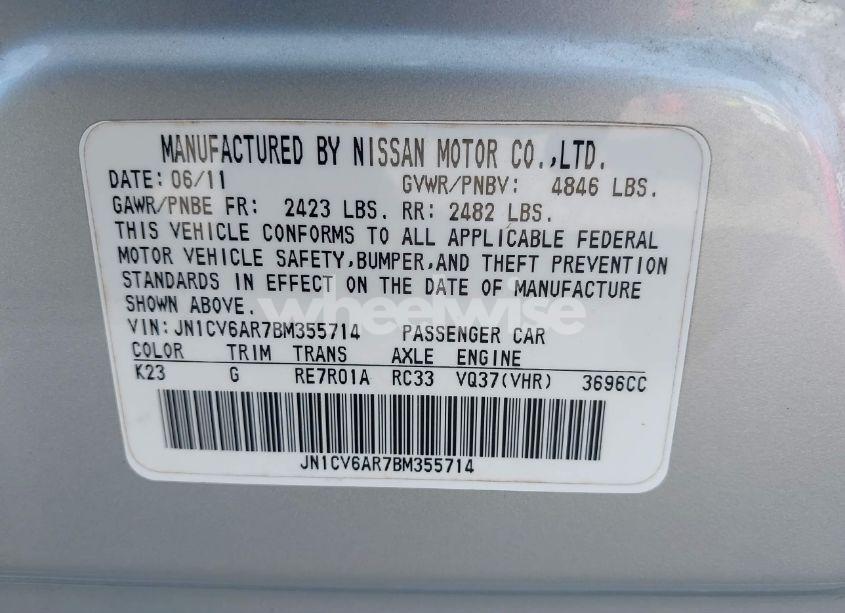 MANUFACTURED BY NISSAN MOTOR CO.,LTD.
DATE: 06/11 GVWR/PNBV: 4846 LBS.
GAWR/PNBE FR: 2423 LBS. RR: 2482 LBS.
THIS VEHICLE CONFORMS TO ALL APPLICABLE FEDERAL
MOTOR VEHICLE SAFETY,BUMPER,AND THEFT PREVENTION
STANDARDS IN EFFECT ON THE DATE OF MANUFACTURE
SHOWN ABOVE.
wheelwise
VIN:JN1CV6AR7BM355714 PASSENGER CAR
COLOR TRIM TRANS AXLE ENGINE
K23 G RE7R01A RC33 VQ37(VHR) 3696CC
JN1CV6AR7BM355714